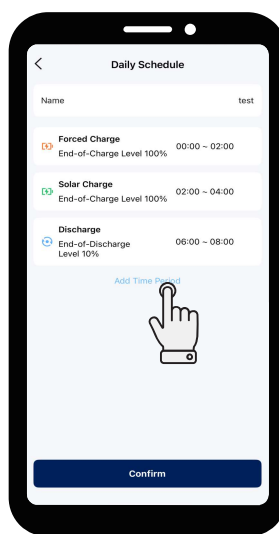 Daily Schedule
Name test
Forced Charge
End-of-Charge Level 100% 00:00 ~ 02:00
Solar Charge
End-of-Charge Level 100% 02:00 ~ 04:00
Discharge
End-of-Discharge 06:00 ~ 08:00
Level 10%
Add Time Period
Confirm